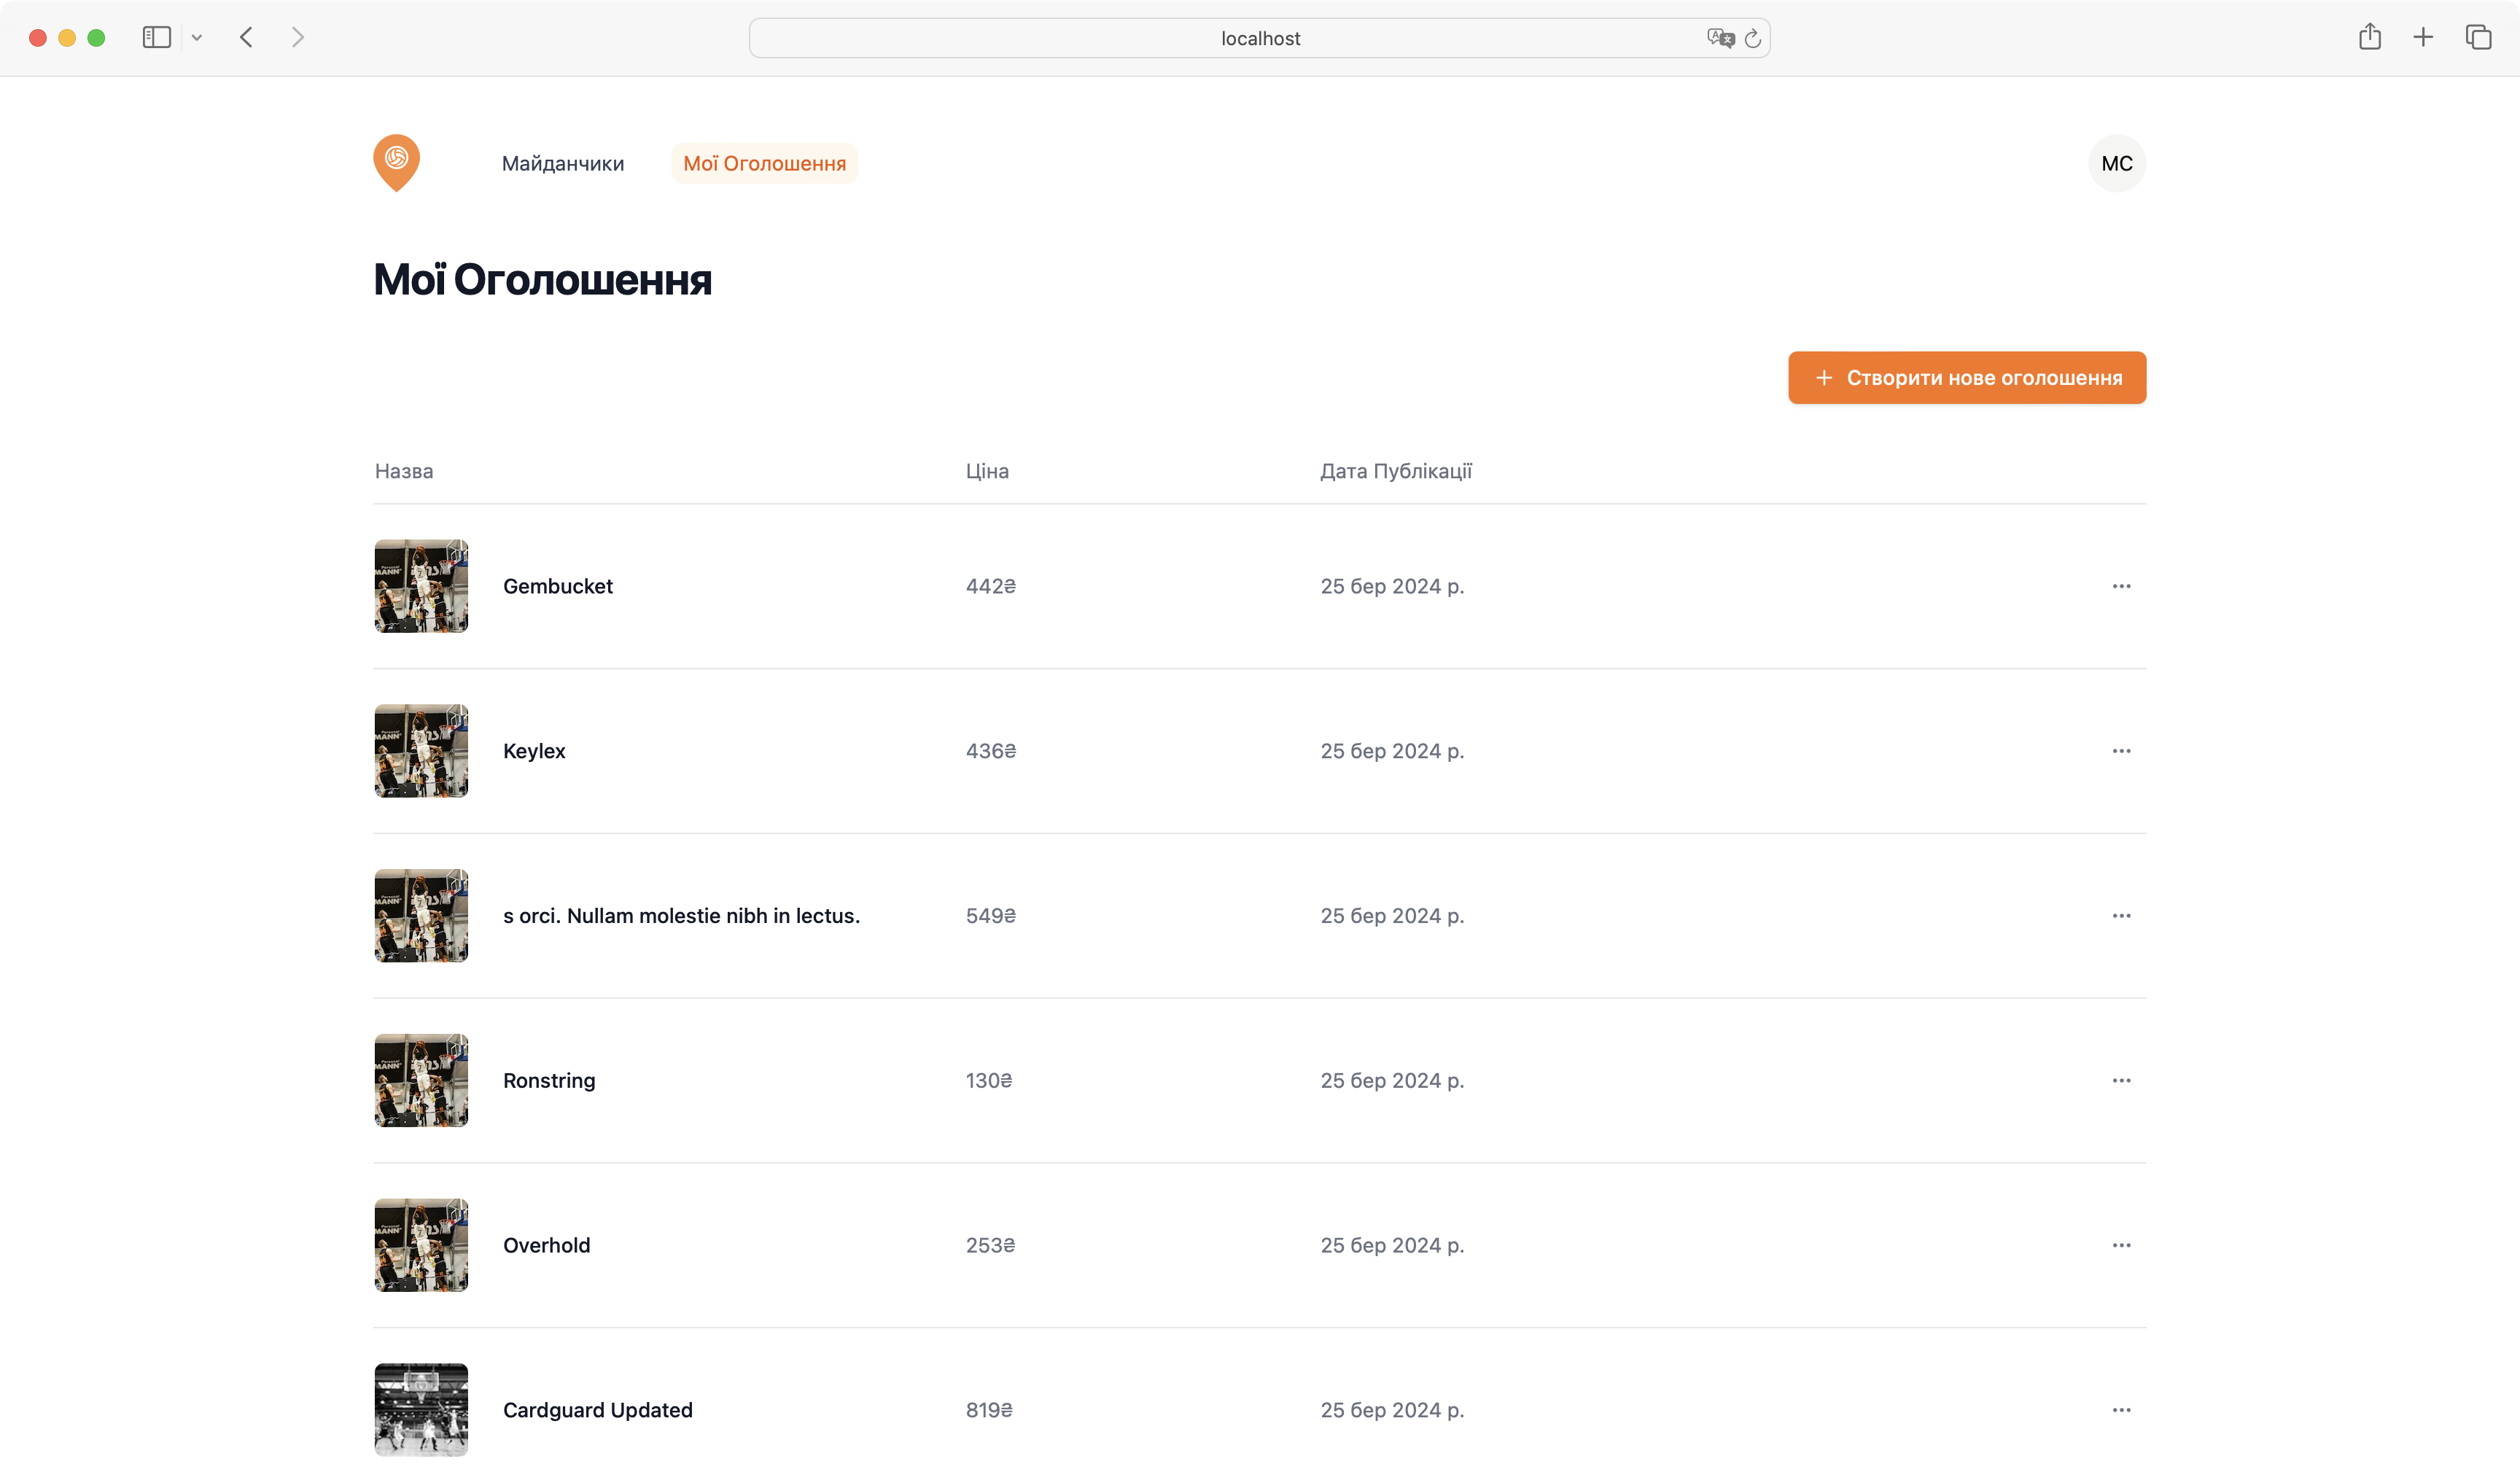 localhost
Майданчики
Мої Оголошення
МС
Мої Оголошення
+ Створити нове оголошення
Назва Ціна Дата Публікації
Gembucket 442₴ 25 бер 2024 р.
Keylex 436₴ 25 бер 2024 р.
s orci. Nullam molestie nibh in lectus. 549₴ 25 бер 2024 р.
Ronstring 130₴ 25 бер 2024 р.
Overhold 253₴ 25 бер 2024 р.
Cardguard Updated 819₴ 25 бер 2024 р.